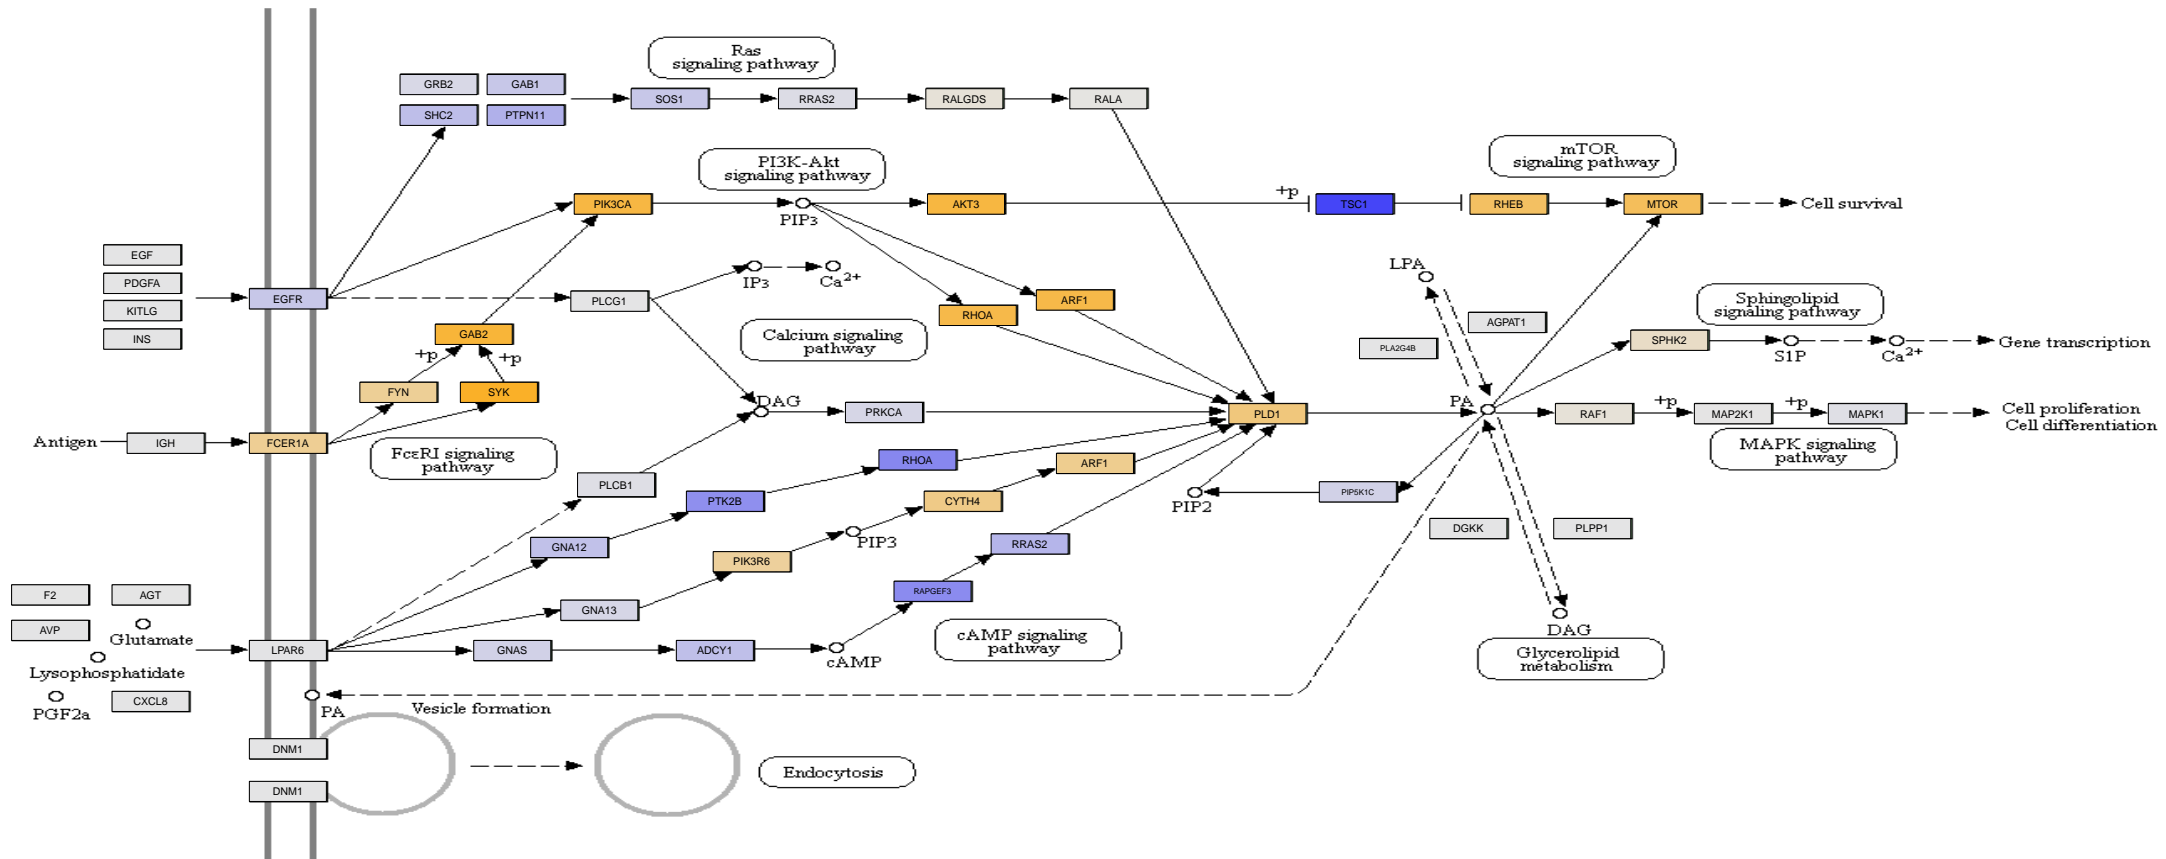 Ras
signaling pathway
GRB2
GAB1
SHC2
PTPN11
SOS1
RRAS2
RALGDS
RALA
PI3K-Akt
signaling pathway
mTOR
signaling pathway
PIK3CA
PIP3
AKT3
+p
TSC1
RHEB
MTOR
Cell survival
EGF
PDGFA
KITLG
INS
EGFR
PLCG1
IP3
Ca2+
RHOA
ARF1
LPA
AGPAT1
PLA2G4B
Sphingolipid
signaling pathway
SPHK2
S1P
Ca2+
Gene transcription
GAB2
+p
+p
FYN
SYK
Calcium signaling
pathway
DAG
PRKCA
PLD1
PA
RAF1
+p
MAP2K1
+p
MAPK1
Cell proliferation
Cell differentiation
Antigen
IGH
FCER1A
FcεRI signaling
pathway
MAPK signaling
pathway
PLCB1
RHOA
ARF1
PTK2B
CYTH4
PIP2
PIP5K1C
GNA12
PIK3R6
PIP3
RRAS2
DGKK
PLPP1
RAPGEF3
GNA13
F2
AGT
AVP
Glutamate
Lysophosphatidate
PGF2a
CXCL8
LPAR6
GNAS
ADCY1
cAMP
cAMP signaling
pathway
DAG
Glycerolipid
metabolism
PA
Vesicle formation
DNM1
DNM1
Endocytosis